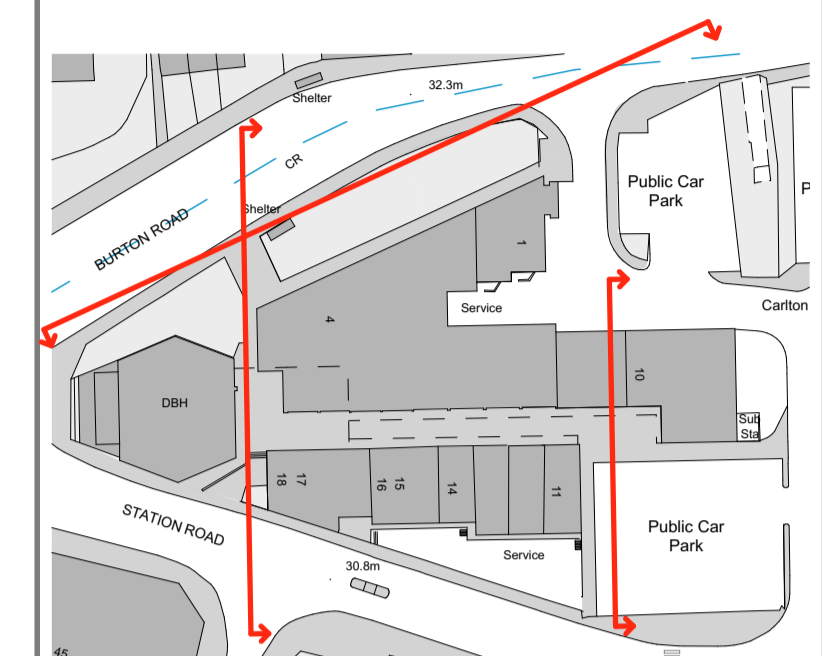 32.3m
Shelter
CR
Public Car
Park
P
Shelter
BURTON ROAD
1
Service
Carlton
4
10
DBH
Sub
Sta
18
17
16
15
14
11
STATION ROAD
Public Car
Park
Service
30.8m
45